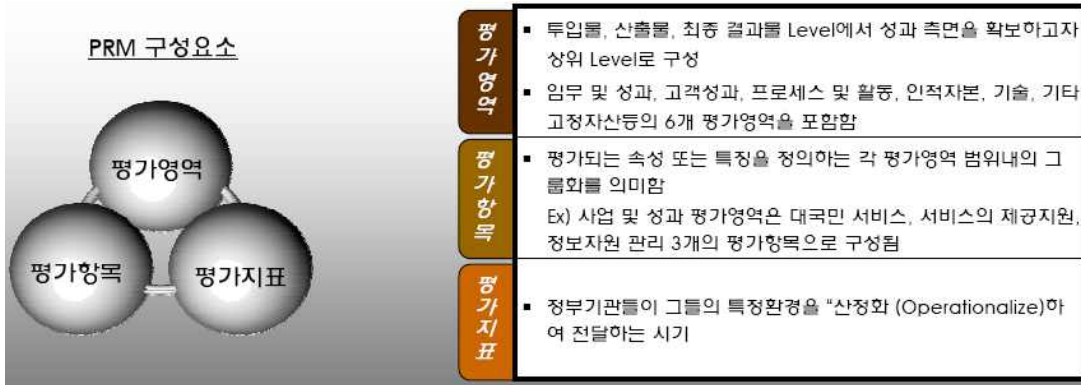 PRM 구성요소
평가영역
평가항목
평가지표
평가영역
▪ 투입물, 산출물, 최종 결과물 Level에서 성과 측면을 확보하고자
상위 Level로 구성
▪ 임무 및 성과, 고객성과, 프로세스 및 활동, 인적자본, 기술, 기타
고정자산등의 6개 평가영역을 포함함
평가항목
▪ 평가되는 속성 또는 특징을 정의하는 각 평가영역 범위내의 그
룹화를 의미함
Ex) 사업 및 성과 평가영역은 대국민 서비스, 서비스의 제공지원,
정보자원 관리 3개의 평가항목으로 구성됨
평가지표
▪ 정부기관들이 그들의 특정환경을 “산정화 (Operationalize)하
여 전달하는 시기